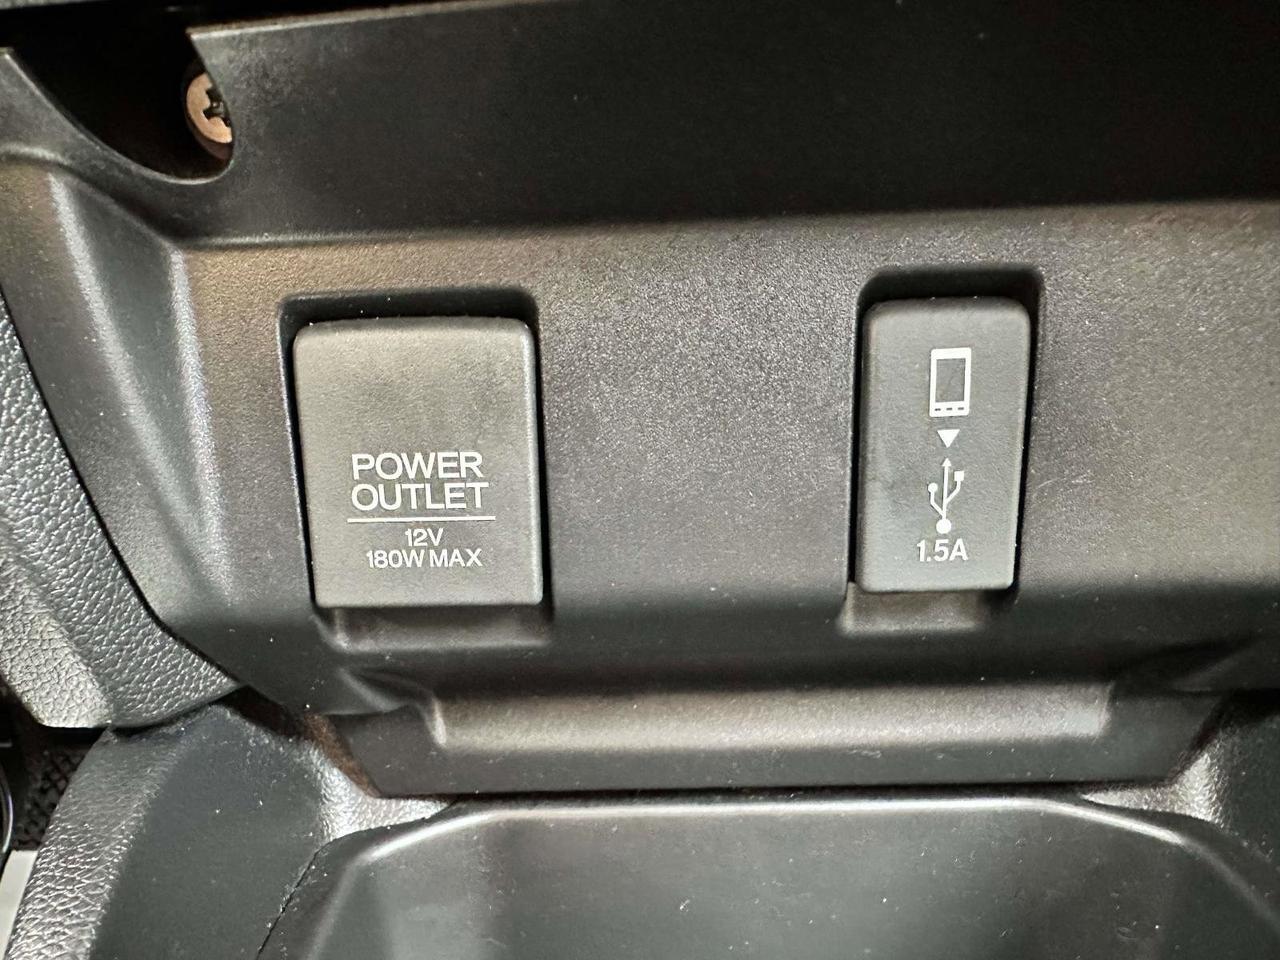 POWER
OUTLET
12V
180W MAX
1.5A